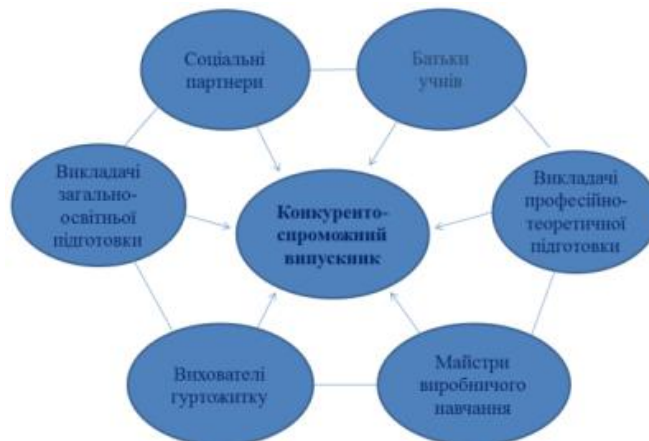 Соціальні
партнери
Батьки
учнів
Викладачі
загально-
освітньої
підготовки
Конкуренто-
спроможний
випускник
Викладачі
професійно-
теоретичної
підготовки
Вихователі
гуртожитку
Майстри
виробничого
навчання